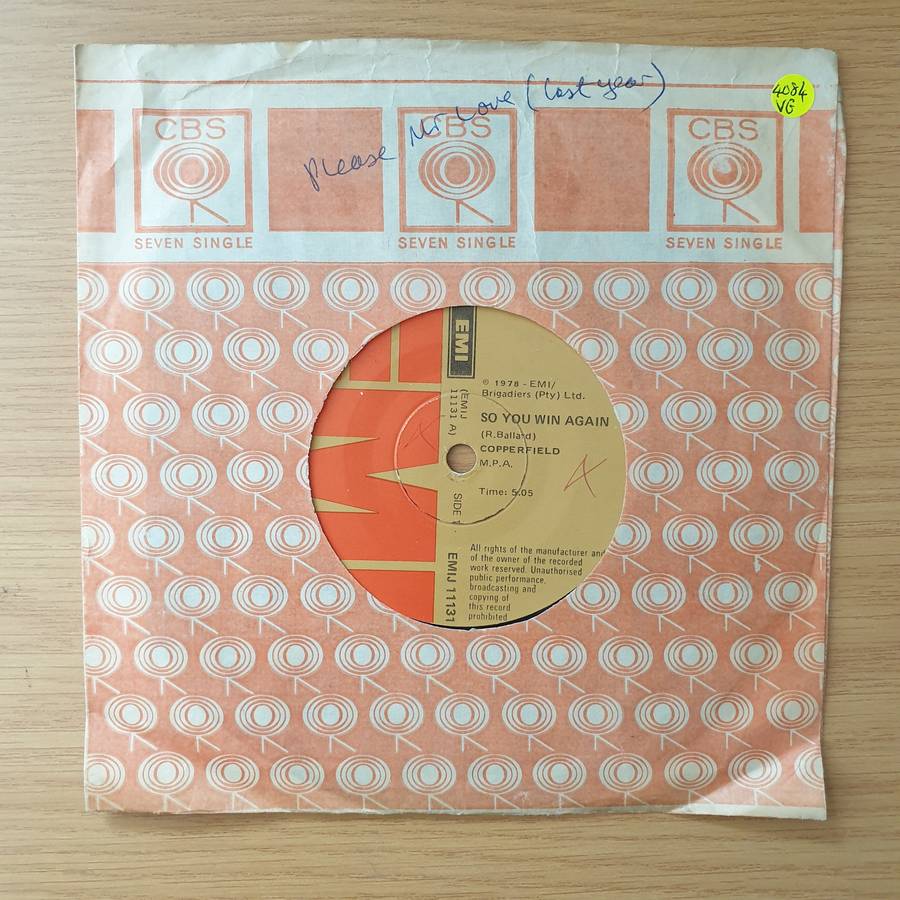 Please Mr Love (last year)
4084
VG
CBS
SEVEN SINGLE
CBS
SEVEN SINGLE
CBS
SEVEN SINGLE
EMI
(EMIJ
11131 A)
SIDE 1
EMIJ 11131
℗ 1978 - EMI/
Brigadiers (Pty) Ltd.
SO YOU WIN AGAIN
(R.Ballard)
COPPERFIELD
M.P.A.
Time: 5.05
All rights of the manufacturer and
of the owner of the recorded
work reserved. Unauthorised
public performance,
broadcasting and
copying of
this record
prohibited